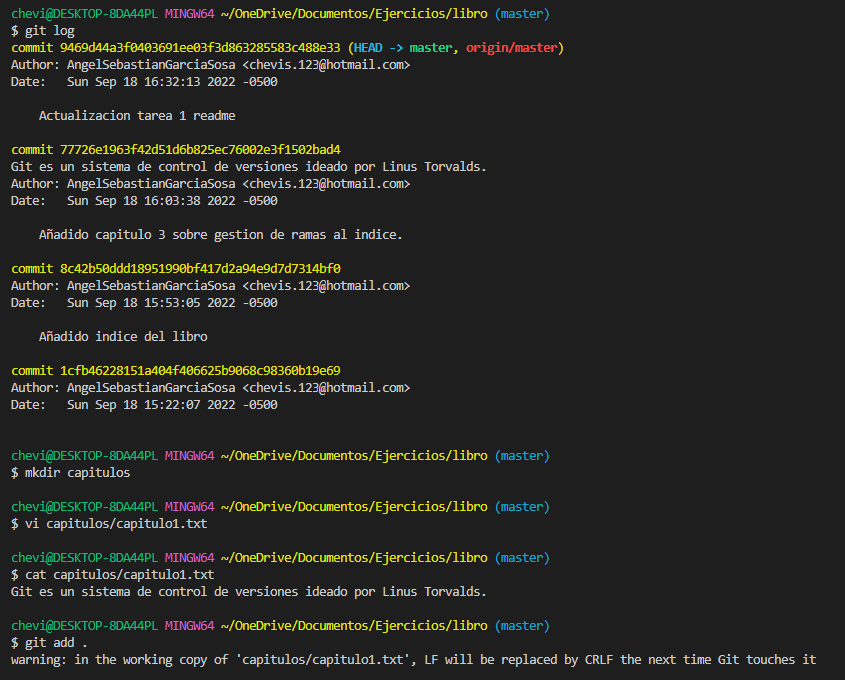 chevi@DESKTOP-8DA44PL MINGW64 ~/OneDrive/Documentos/Ejercicios/libro (master)
$ git log
commit 9469d44a3f0403691ee03f3d863285583c488e33 (HEAD -> master, origin/master)
Author: AngelSebastianGarciaSosa <chevis.123@hotmail.com>
Date:   Sun Sep 18 16:32:13 2022 -0500

    Actualizacion tarea 1 readme

commit 77726e1963f42d51d6b825ec76002e3f1502bad4
Git es un sistema de control de versiones ideado por Linus Torvalds.
Author: AngelSebastianGarciaSosa <chevis.123@hotmail.com>
Date:   Sun Sep 18 16:03:38 2022 -0500

    Añadido capitulo 3 sobre gestion de ramas al indice.

commit 8c42b50ddd18951990bf417d2a94e9d7d7314bf0
Author: AngelSebastianGarciaSosa <chevis.123@hotmail.com>
Date:   Sun Sep 18 15:53:05 2022 -0500

    Añadido indice del libro

commit 1cfb46228151a404f406625b9068c98360b19e69
Author: AngelSebastianGarciaSosa <chevis.123@hotmail.com>
Date:   Sun Sep 18 15:22:07 2022 -0500

chevi@DESKTOP-8DA44PL MINGW64 ~/OneDrive/Documentos/Ejercicios/libro (master)
$ mkdir capitulos

chevi@DESKTOP-8DA44PL MINGW64 ~/OneDrive/Documentos/Ejercicios/libro (master)
$ vi capitulos/capitulo1.txt

chevi@DESKTOP-8DA44PL MINGW64 ~/OneDrive/Documentos/Ejercicios/libro (master)
$ cat capitulos/capitulo1.txt
Git es un sistema de control de versiones ideado por Linus Torvalds.

chevi@DESKTOP-8DA44PL MINGW64 ~/OneDrive/Documentos/Ejercicios/libro (master)
$ git add .
warning: in the working copy of 'capitulos/capitulo1.txt', LF will be replaced by CRLF the next time Git touches it